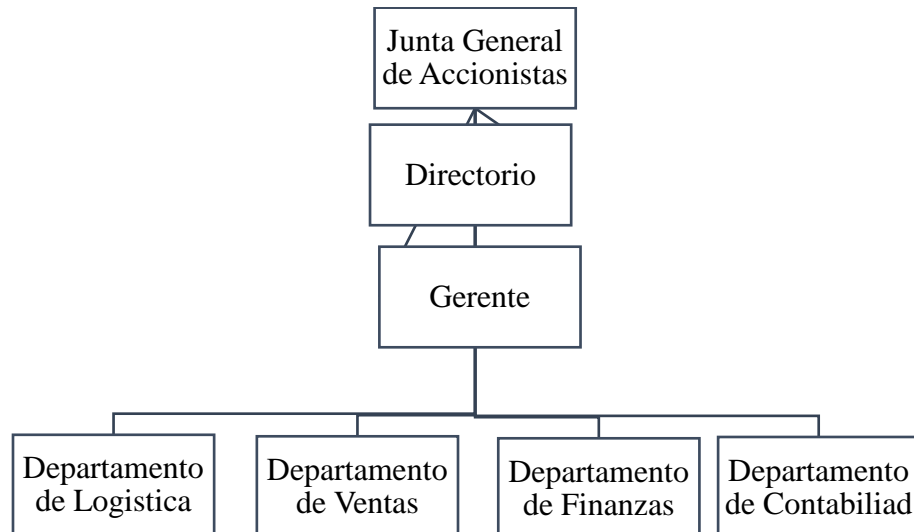 Junta General
de Accionistas
Directorio
Gerente
Departamento
de Logistica
Departamento
de Ventas
Departamento
de Finanzas
Departamento
de Contabiliad